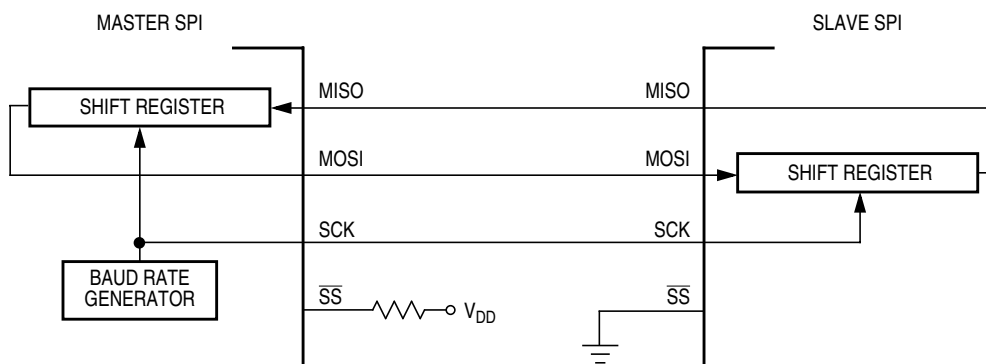 MASTER SPI
SLAVE SPI
SHIFT REGISTER
MISO
MISO
MOSI
MOSI
SHIFT REGISTER
SCK
SCK
BAUD RATE
GENERATOR
SS
VDD
SS